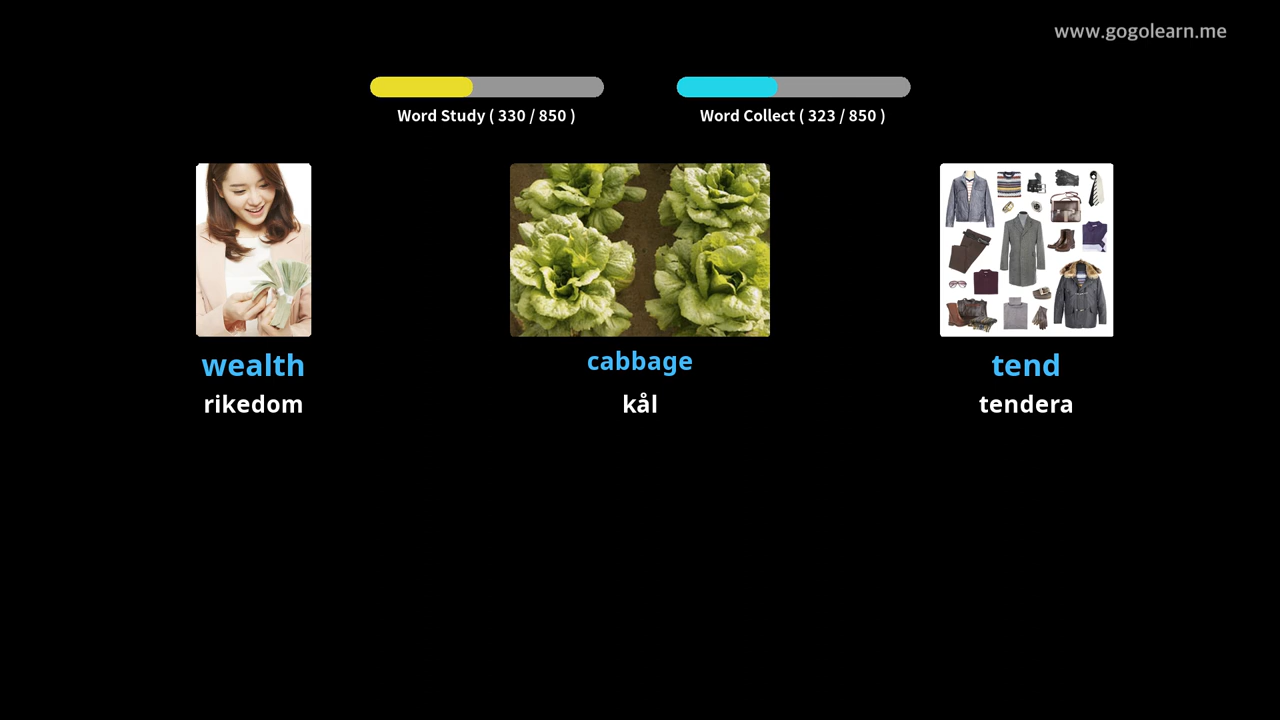 www.gogolearn.me
Word Study ( 330 / 850 )
Word Collect ( 323 / 850 )
wealth
rikedom
cabbage
kål
tend
tendera